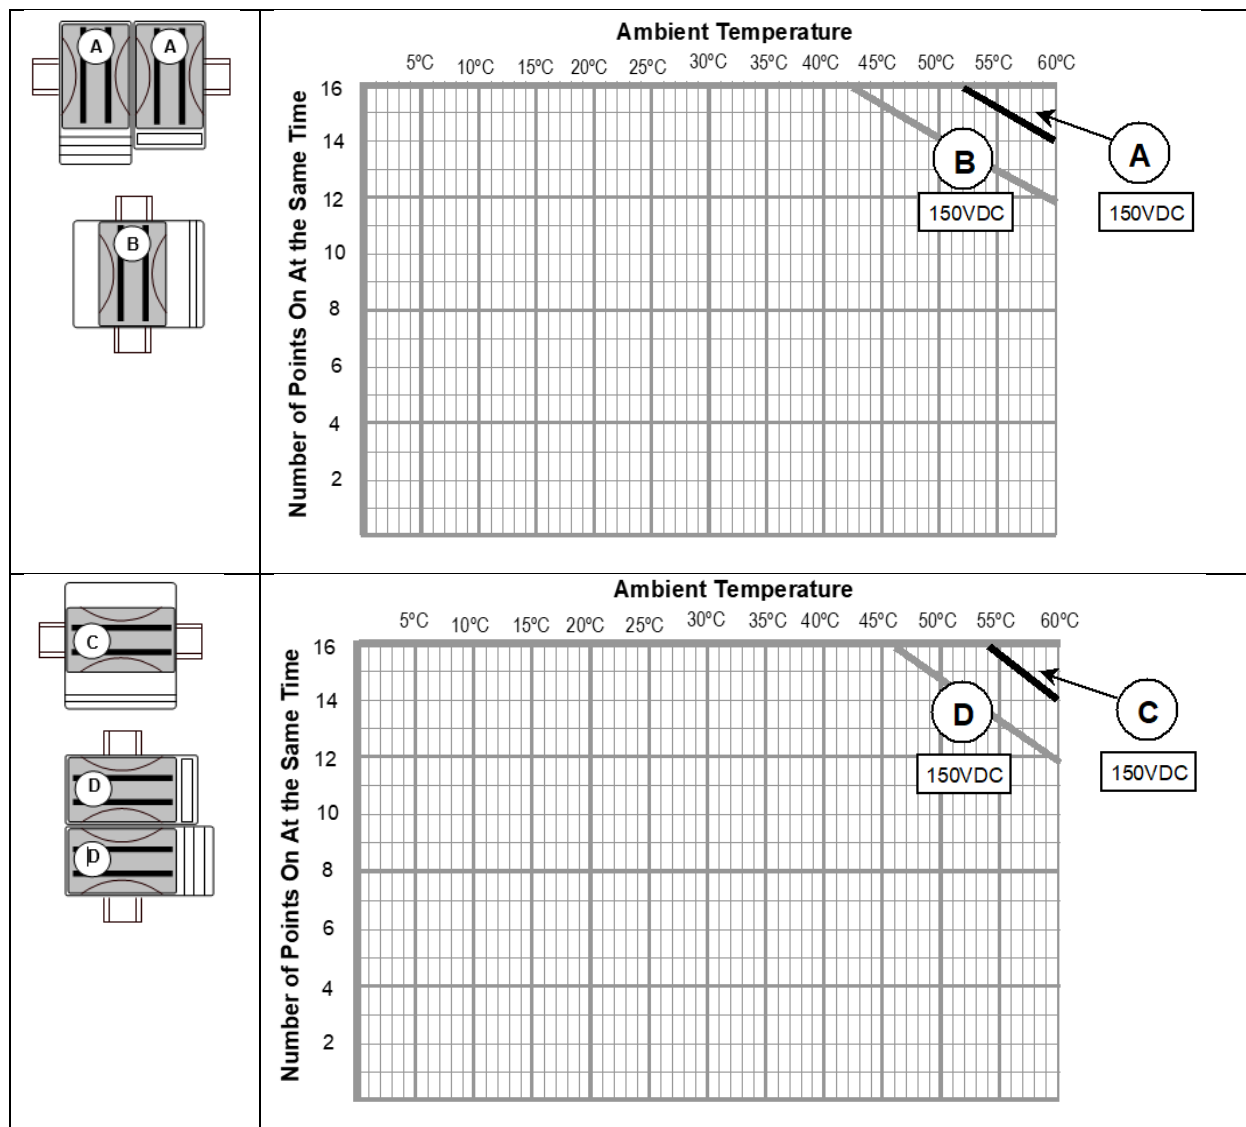 A A
B
Ambient Temperature
5ºC 10ºC 15ºC 20ºC 25ºC 30ºC 35ºC 40ºC 45ºC 50ºC 55ºC 60ºC
Number of Points On At the Same Time
16
14
12
10
8
6
4
2
B
150VDC
A
150VDC
C
D
D
Ambient Temperature
5ºC 10ºC 15ºC 20ºC 25ºC 30ºC 35ºC 40ºC 45ºC 50ºC 55ºC 60ºC
Number of Points On At the Same Time
16
14
12
10
8
6
4
2
D
150VDC
C
150VDC